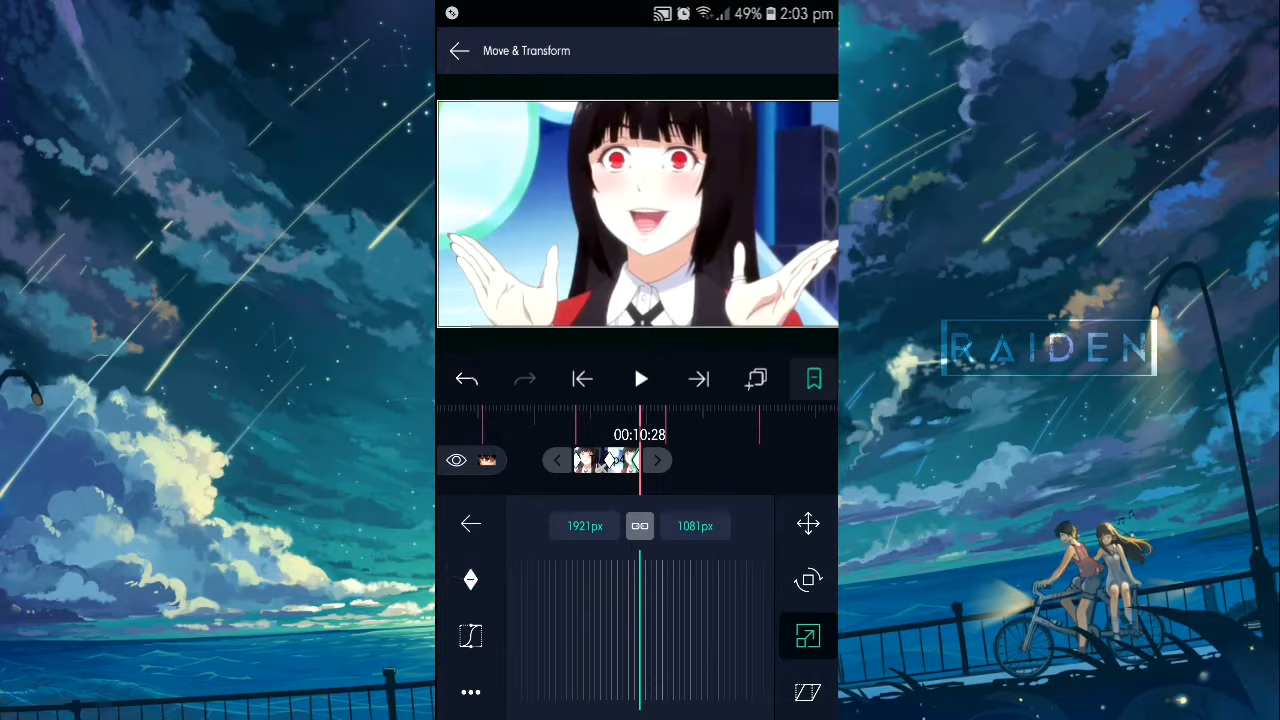 49% 2:03 pm
Move & Transform
RAIDEN
00:10:28
1921px
1081px